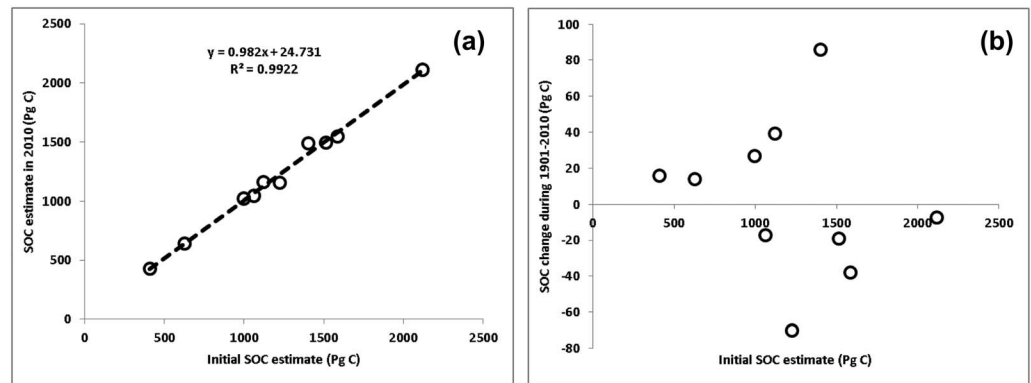 (a)
y = 0.982x + 24.731
R² = 0.9922
SOC estimate in 2010 (Pg C)
2500
2000
1500
1000
500
0
0 500 1000 1500 2000 2500
Initial SOC estimate (Pg C)
(b)
SOC change during 1901-2010 (Pg C)
100
80
60
40
20
0
-20
-40
-60
-80
0 500 1000 1500 2000 2500
Initial SOC estimate (Pg C)